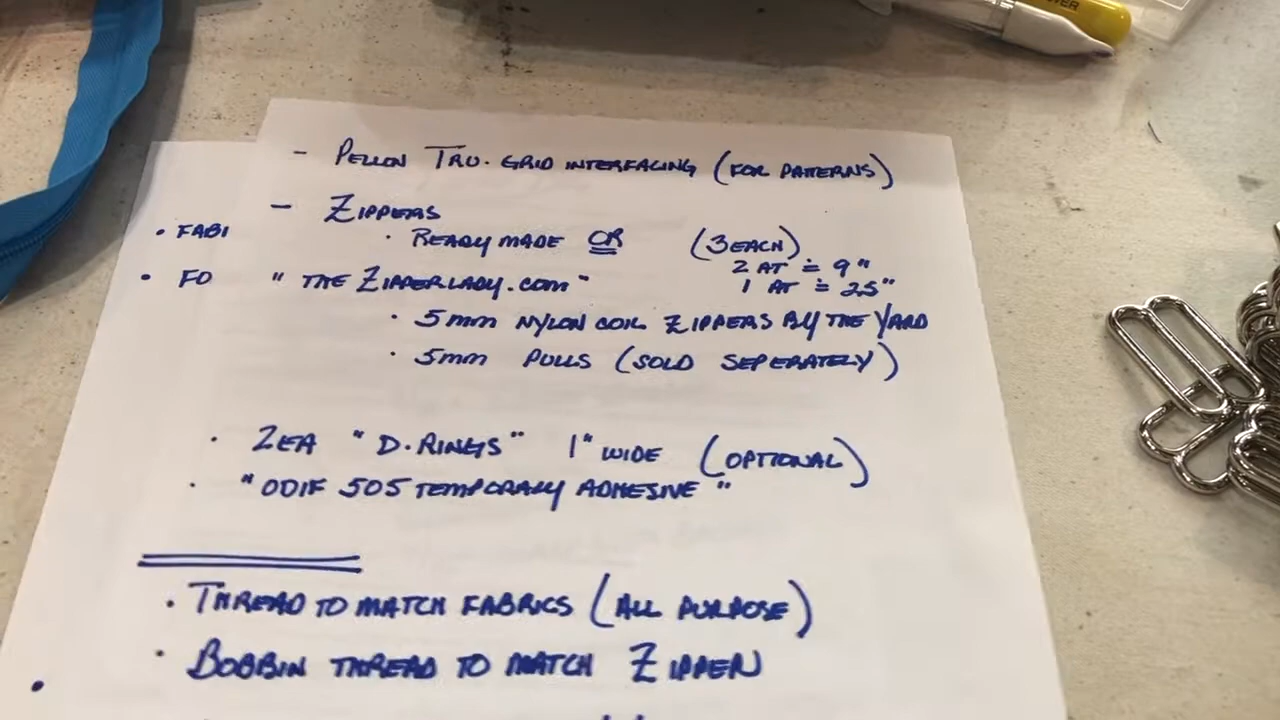 - PELLON TRU-GRID INTERFACING (FOR PATTERNS)
- ZIPPERS
• FABI
• READY MADE OR (3 EACH)
2 AT ≐ 9"
• FO
" THE ZIPPERLADY.COM "
1 AT ≐ 25"
• 5mm NYLON COIL ZIPPERS BY THE YARD
• 5mm PULLS (SOLD SEPERATELY)
• 2EA "D-RINGS" 1" WIDE (OPTIONAL)
• "ODIF 505 TEMPORARY ADHESIVE"
• THREAD TO MATCH FABRICS (ALL PURPOSE)
• BOBBIN THREAD TO MATCH ZIPPER